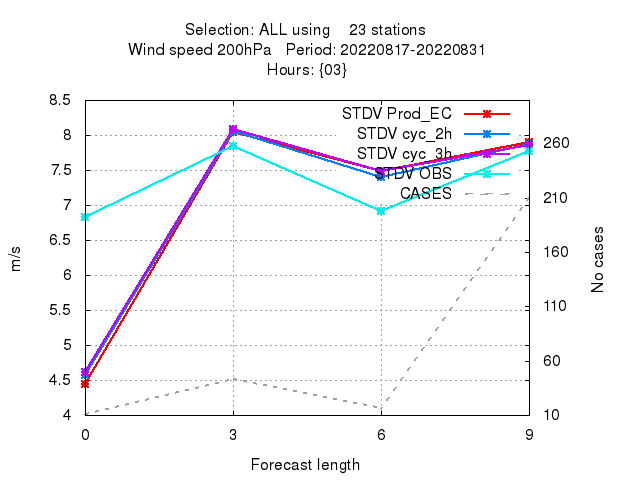 Selection: ALL using 23 stations
Wind speed 200hPa Period: 20220817-20220831
Hours: {03}
8.5
8
7.5
7
6.5
6
5.5
5
4.5
4
m/s
STDV Prod_EC
STDV cyc_2h
STDV cyc_3h
STDV OBS
CASES
260
210
160
110
60
10
No cases
0 3 6 9
Forecast length